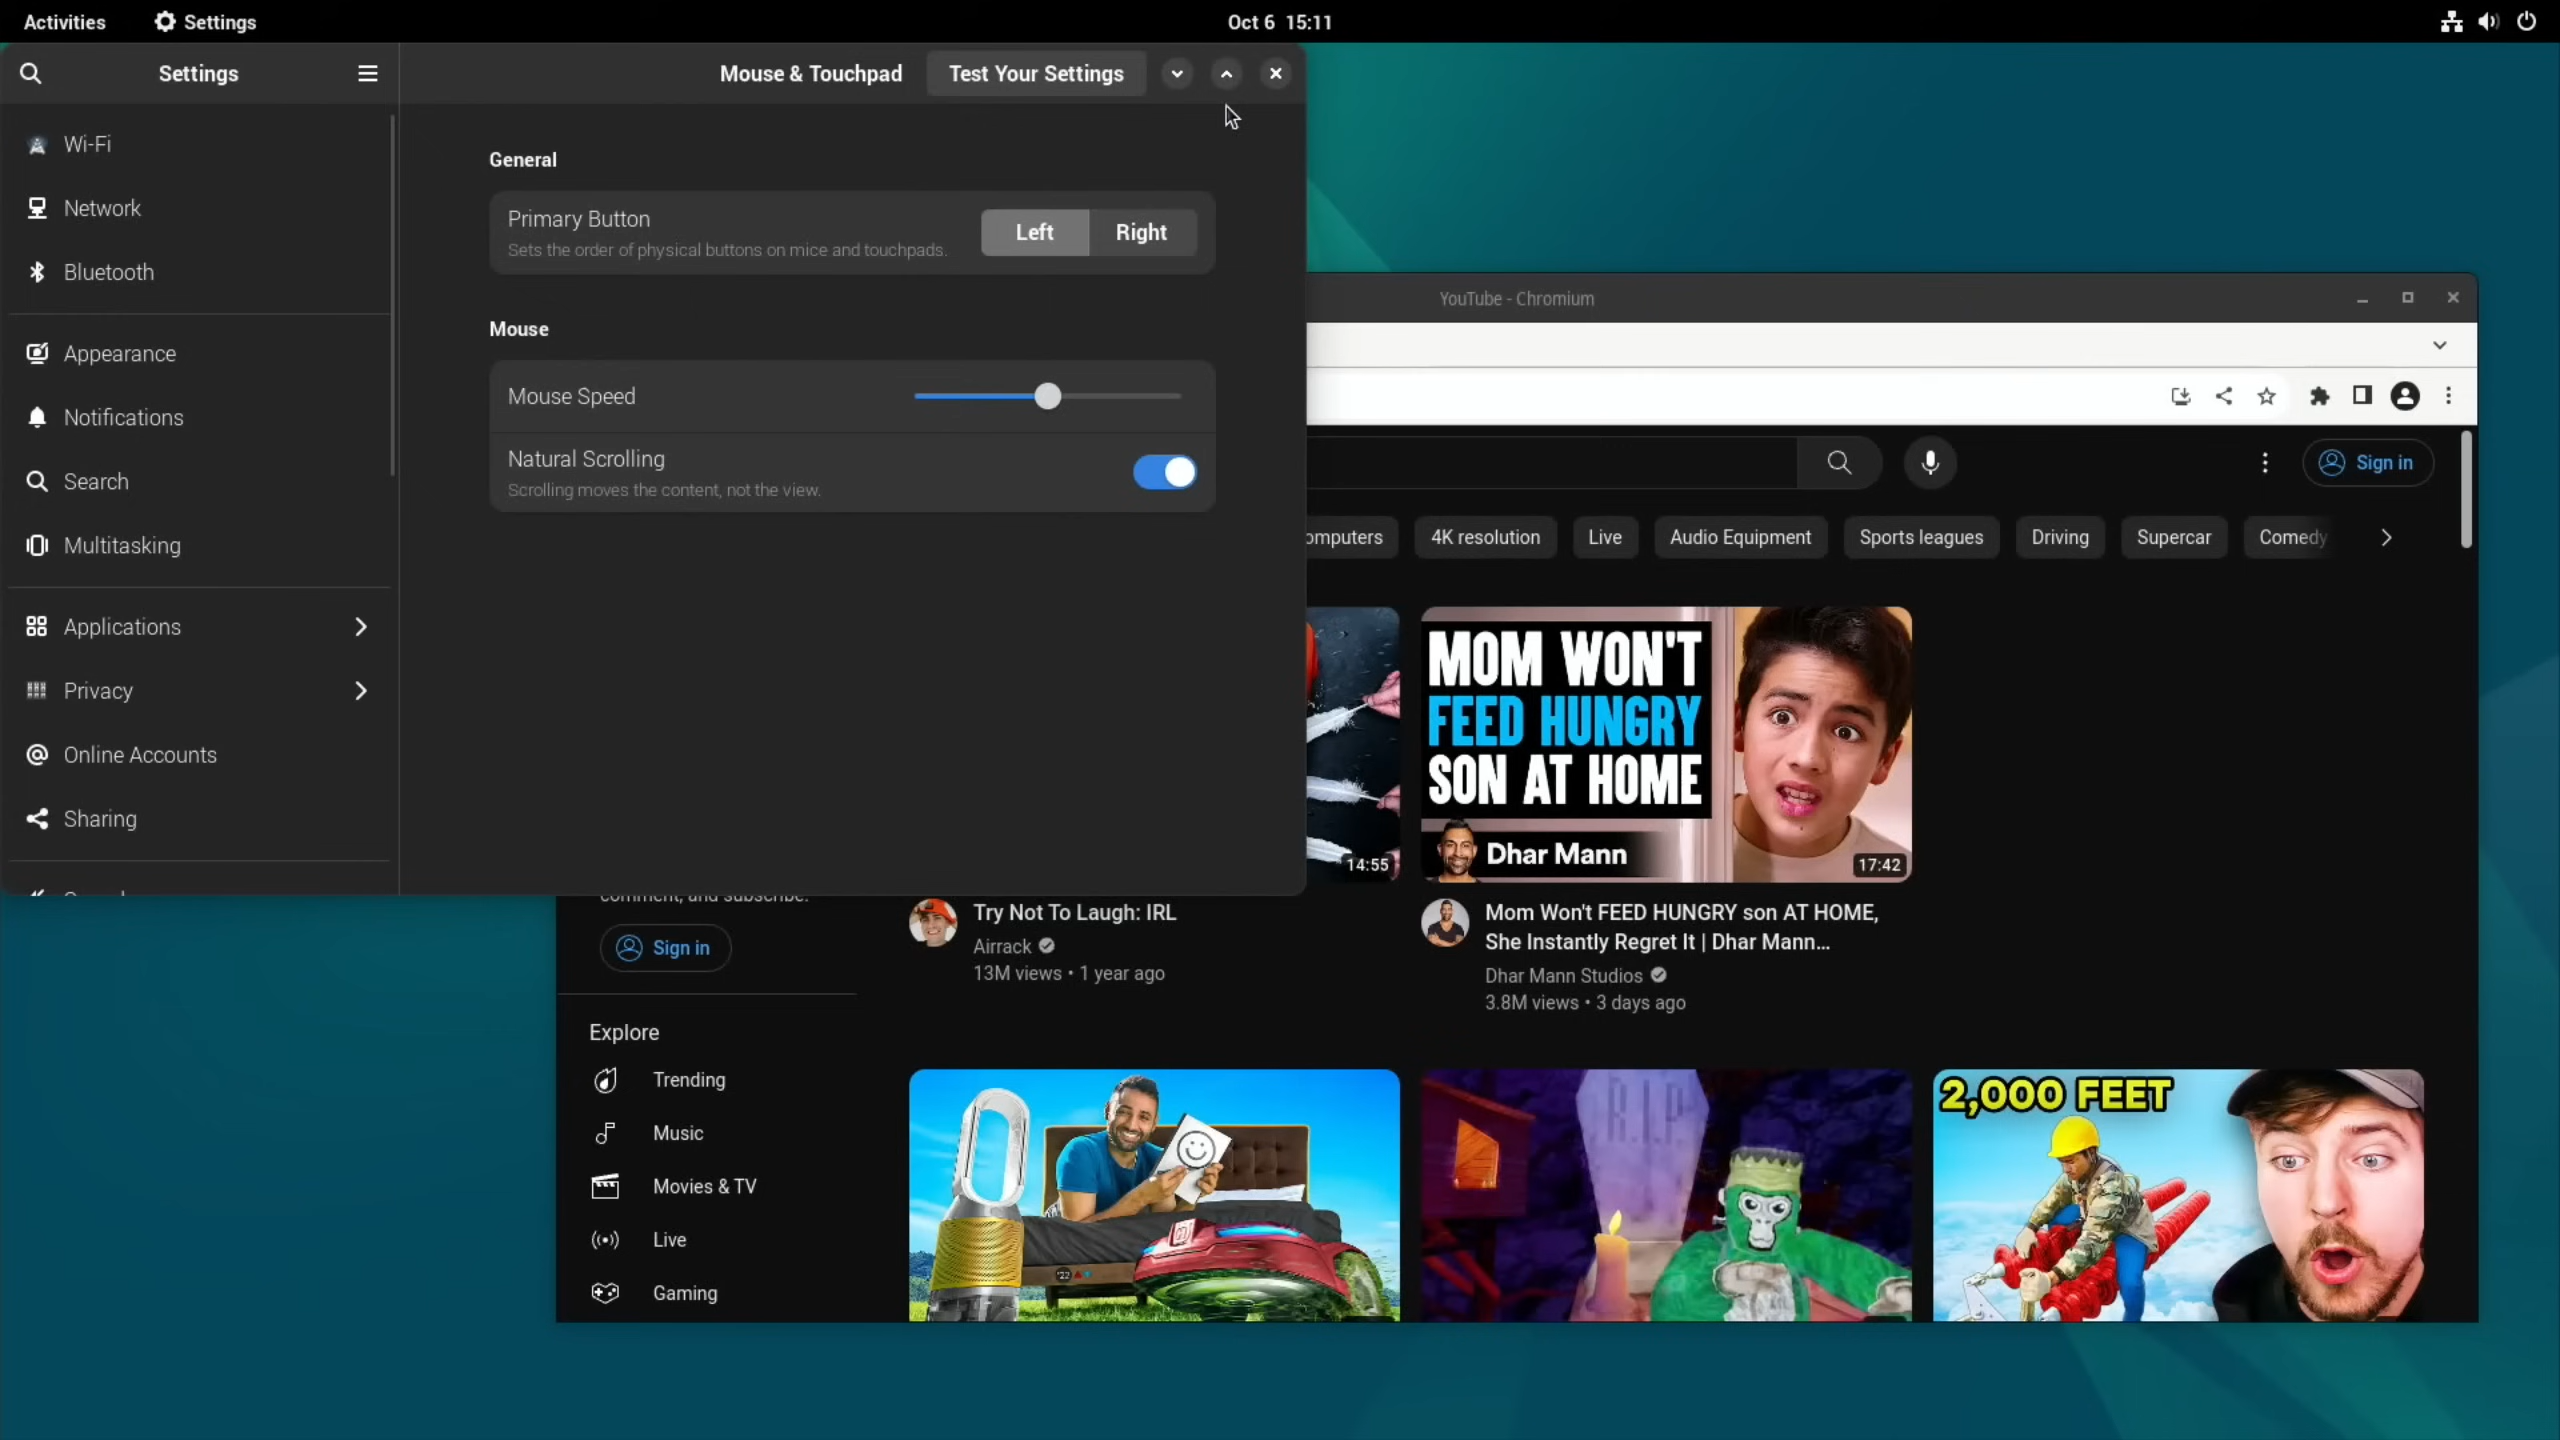 Activities
Settings
Oct 6 15:11
Settings
Mouse & Touchpad
Test Your Settings
Wi-Fi
Network
Bluetooth
Appearance
Notifications
Search
Multitasking
Applications
Privacy
Online Accounts
Sharing
General
Primary Button
Sets the order of physical buttons on mice and touchpads.
Left
Right
Mouse
Mouse Speed
Natural Scrolling
Scrolling moves the content, not the view.
YouTube - Chromium
Sign in
omputers
4K resolution
Live
Audio Equipment
Sports leagues
Driving
Supercar
Comedy
14:55
MOM WON'T
FEED HUNGRY
SON AT HOME
Dhar Mann
17:42
comment, and subscribe.
Sign in
Try Not To Laugh: IRL
Airrack
13M views • 1 year ago
Mom Won't FEED HUNGRY son AT HOME,
She Instantly Regret It | Dhar Mann...
Dhar Mann Studios
3.8M views • 3 days ago
Explore
Trending
Music
Movies & TV
Live
Gaming
R.I.P
2,000 FEET